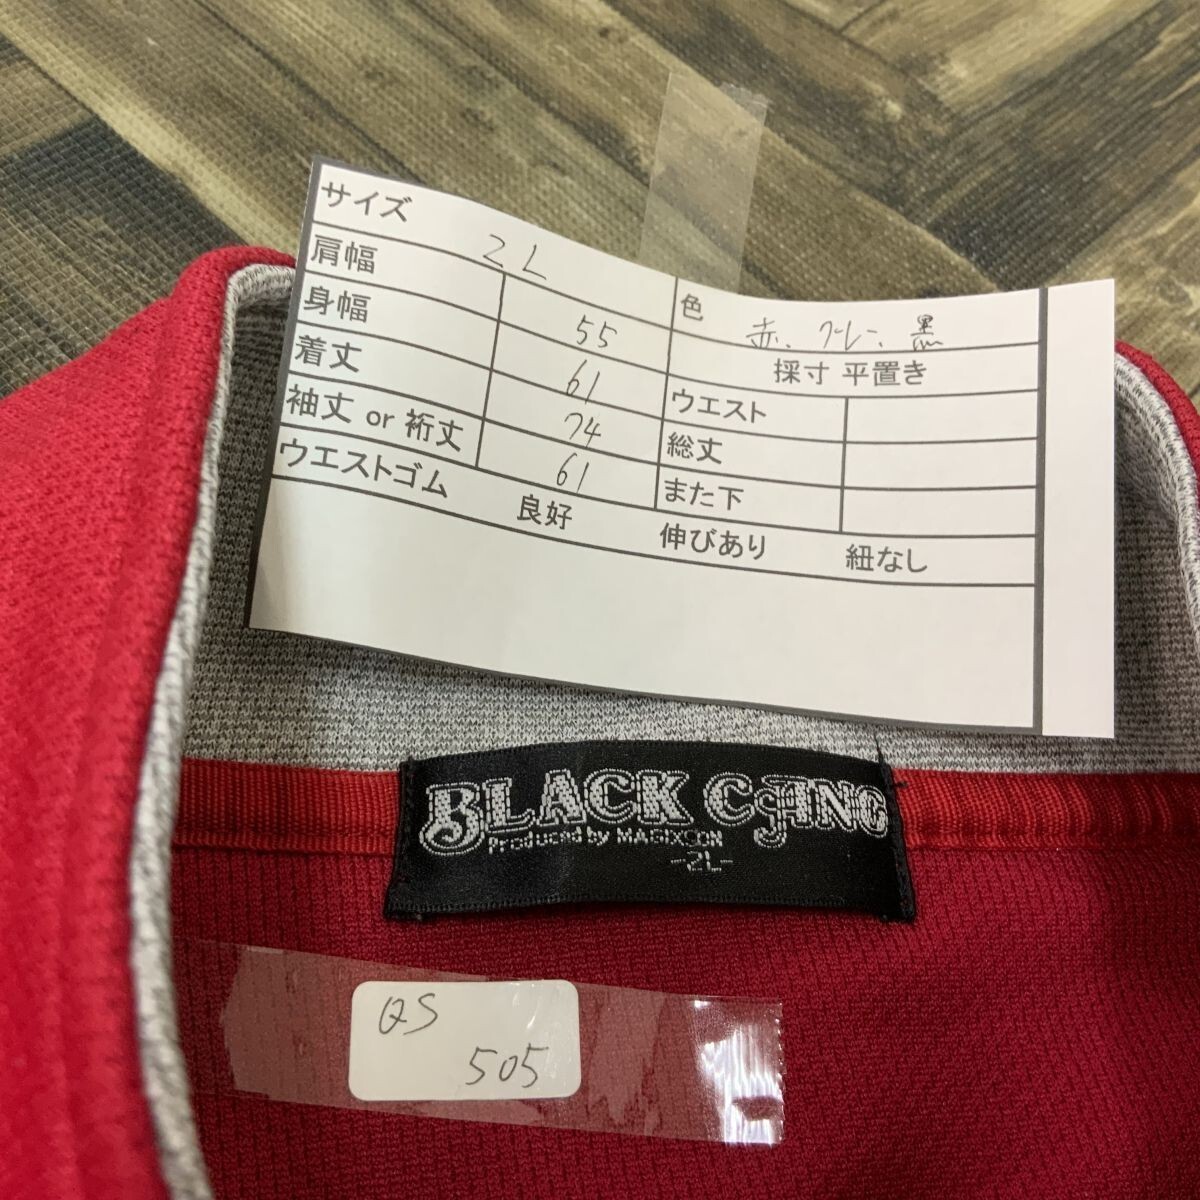 サイズ 2L
色 赤、グレー、黒
肩幅 55
採寸 平置き
身幅 61
ウエスト
着丈 74
総丈
袖丈 or 裄丈 61
また下
ウエストゴム 良好 伸びあり 紐なし
BLACK CHANG
Produced by MAGIXCON
-2L-
QS
505